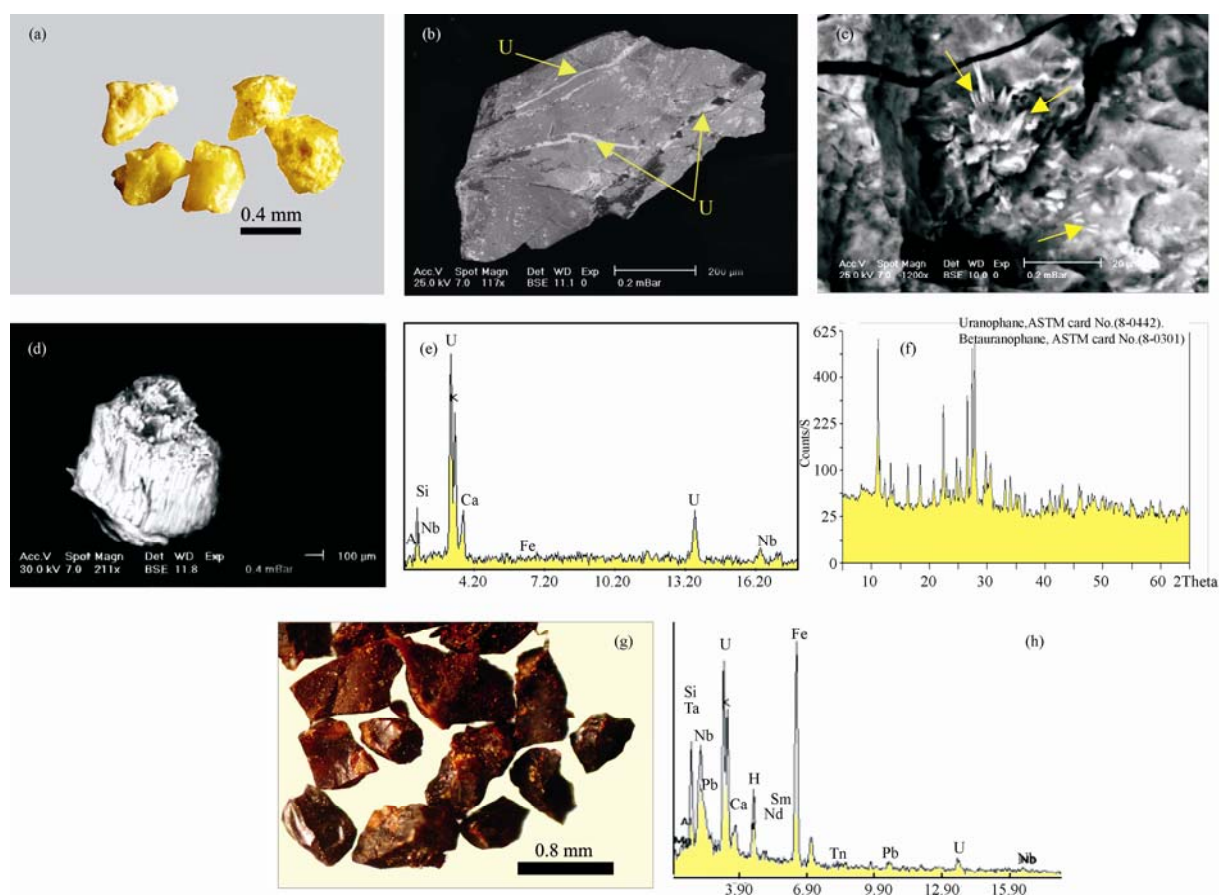 (a)
0.4 mm
(b)
U
U
Acc.V Spot Magn Det WD Exp
25.0 kV 7.0 117x BSE 11.1 0
200 μm
0.2 mBar
(c)
Acc.V Spot Magn Det WD Exp
25.0 kV 7.0 -1200x BSE 10.0 0
20
0.2 mBar
(d)
Acc.V Spot Magn Det WD Exp
30.0 kV 7.0 211x BSE 11.8
100 μm
0.4 mBar
(e)
U
K
Si
Nb
Ca
Fe
U
Nb
4.20 7.20 10.20 13.20 16.20
(f)
Uranophane,ASTM card No.(8-0442).
Betauranophane, ASTM card No.(8-0301)
Counts/S
625
400
225
100
25
0
10 20 30 40 50 60 2Theta
(g)
0.8 mm
(h)
Fe
U
K
Si
Ta
Nb
Pb
Ca
H
Sm
Nd
Tn
Pb
U
Nb
3.90 6.90 9.90 12.90 15.90